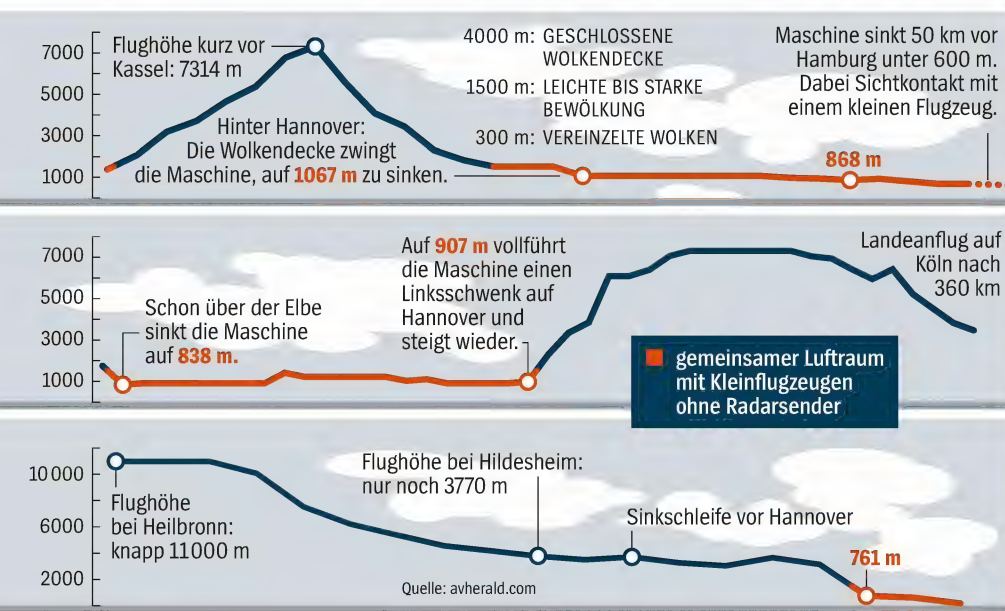 7000
5000
3000
1000
Flughöhe kurz vor
Kassel: 7314 m
Hinter Hannover:
Die Wolkendecke zwingt
die Maschine, auf 1067 m zu sinken.
4000 m: GESCHLOSSENE
WOLKENDECKE
1500 m: LEICHTE BIS STARKE
BEWÖLKUNG
300 m: VEREINZELTE WOLKEN
Maschine sinkt 50 km vor
Hamburg unter 600 m.
Dabei Sichtkontakt mit
einem kleinen Flugzeug.
868 m
7000
5000
3000
1000
Schon über der Elbe
sinkt die Maschine
auf 838 m.
Auf 907 m vollführt
die Maschine einen
Linksschwenk auf
Hannover und
steigt wieder.
Landeanflug auf
Köln nach
360 km
gemeinsamer Luftraum
mit Kleinflugzeugen
ohne Radarsender
10000
6000
2000
Flughöhe
bei Heilbronn:
knapp 11000 m
Flughöhe bei Hildesheim:
nur noch 3770 m
Sinkschleife vor Hannover
761 m
Quelle: avherald.com